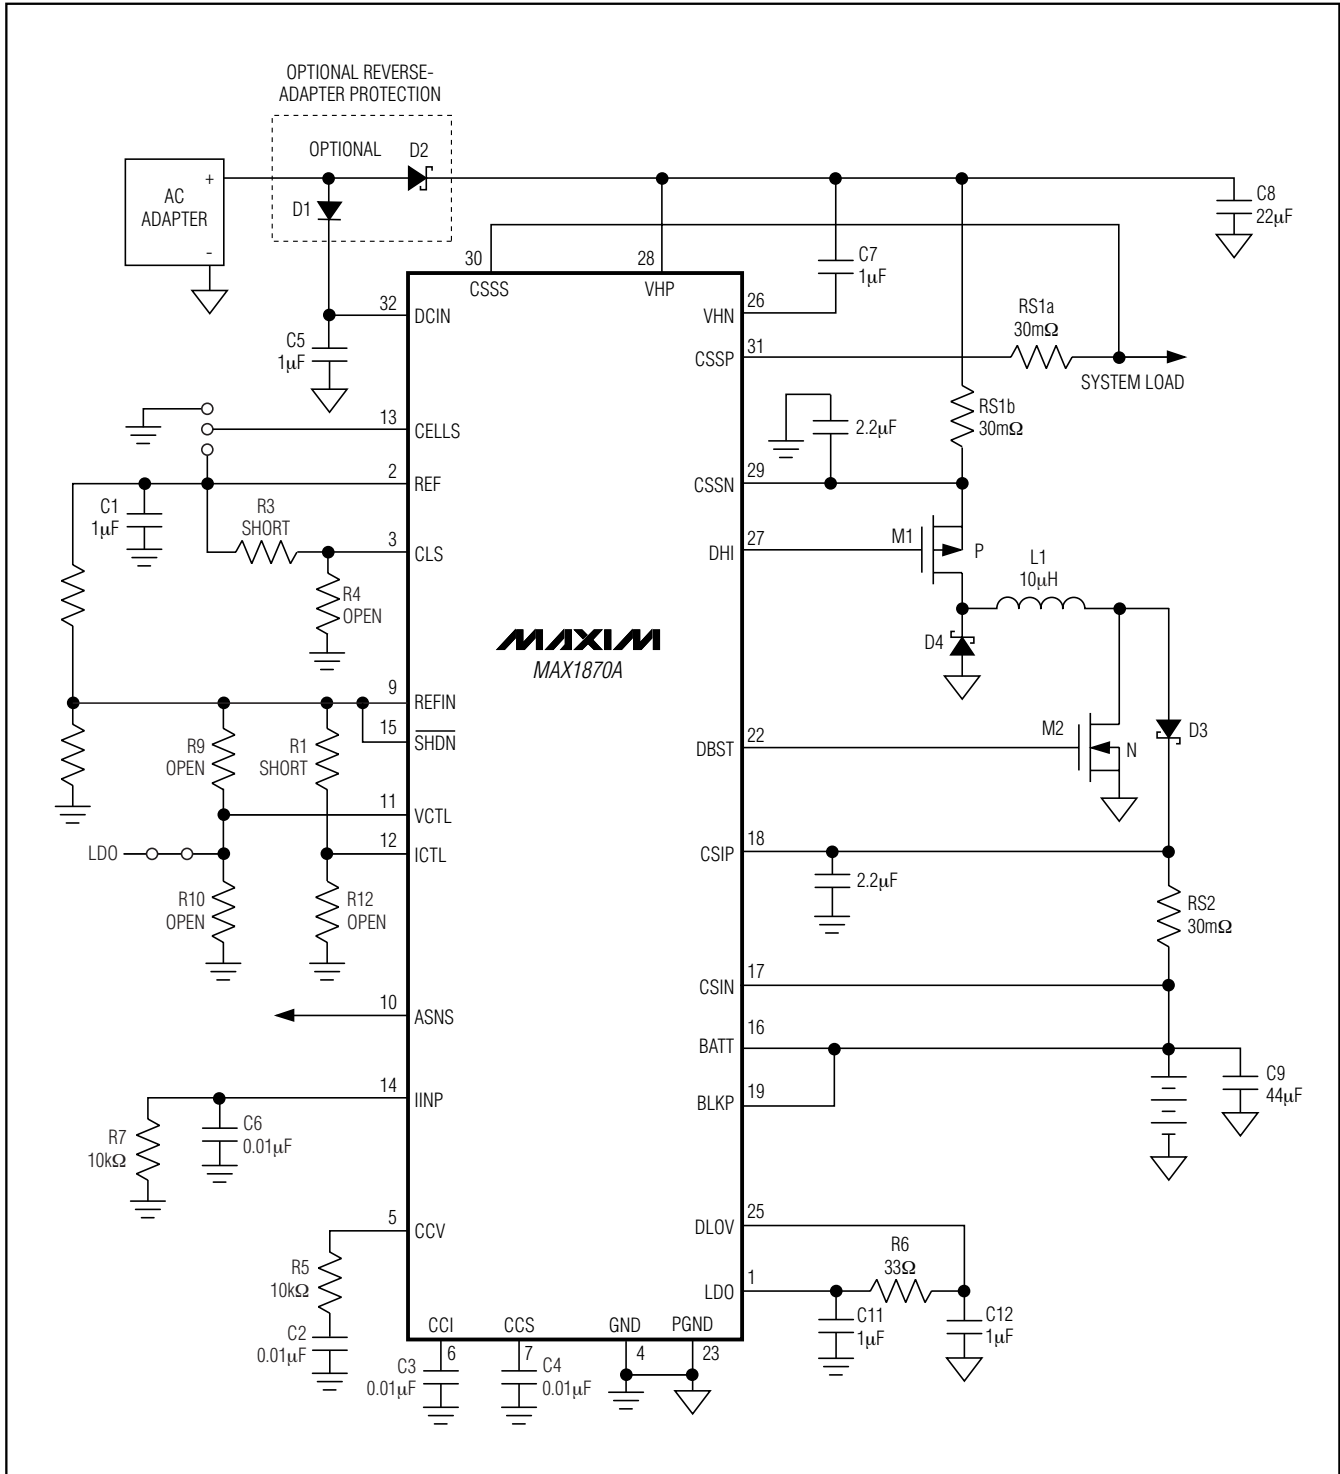 OPTIONAL REVERSE-
ADAPTER PROTECTION
OPTIONAL
D2
D1
AC
ADAPTER
+
-
C8
22µF
30
CSSS
28
VHP
C7
1µF
32
DCIN
26
VHN
C5
1µF
31
CSSP
RS1a
30mΩ
SYSTEM LOAD
RS1b
30mΩ
13
CELLS
2.2µF
2
REF
29
CSSN
C1
1µF
R3
SHORT
3
CLS
27
DHI
M1
P
L1
10µH
R4
OPEN
D4
MAXIM
MAX1870A
9
REFIN
15
SHDN
R9
OPEN
R1
SHORT
22
DBST
M2
N
D3
11
VCTL
LDO
12
ICTL
18
CSIP
2.2µF
R10
OPEN
R12
OPEN
RS2
30mΩ
17
CSIN
10
ASNS
16
BATT
14
IINP
19
BLKP
C9
44µF
R7
10kΩ
C6
0.01µF
5
CCV
25
DLOV
R5
10kΩ
R6
33Ω
1
LDO
C2
0.01µF
C11
1µF
C12
1µF
CCI
CCS
GND
PGND
6
7
4
23
C3
0.01µF
C4
0.01µF